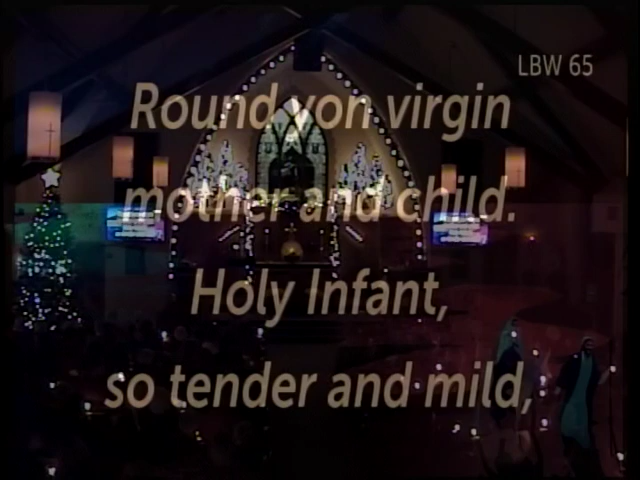 LBW 65
Round yon virgin
mother and child.
Holy Infant,
so tender and mild,